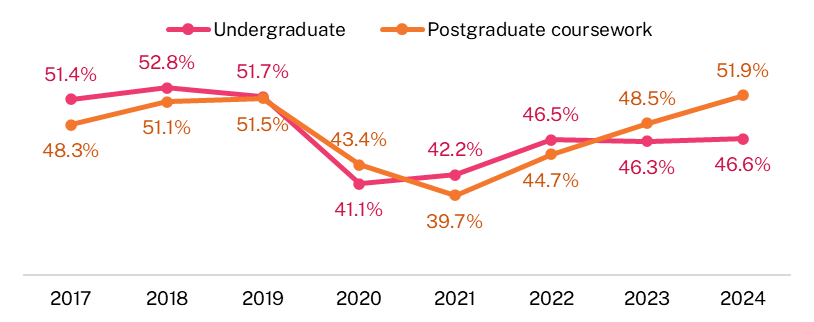 Undergraduate Postgraduate coursework
51.4% 52.8% 51.7% 51.9%
48.3% 51.1% 51.5% 43.4% 42.2% 46.5% 48.5%
41.1% 39.7% 44.7% 46.3% 46.6%
2017 2018 2019 2020 2021 2022 2023 2024